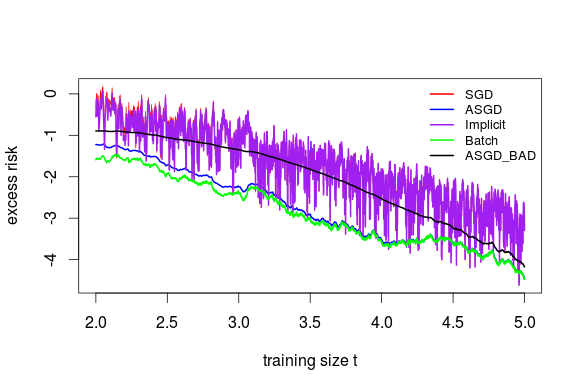 SGD
ASGD
Implicit
Batch
ASGD_BAD
excess risk
0
-1
-2
-3
-4
2.0 2.5 3.0 3.5 4.0 4.5 5.0
training size t